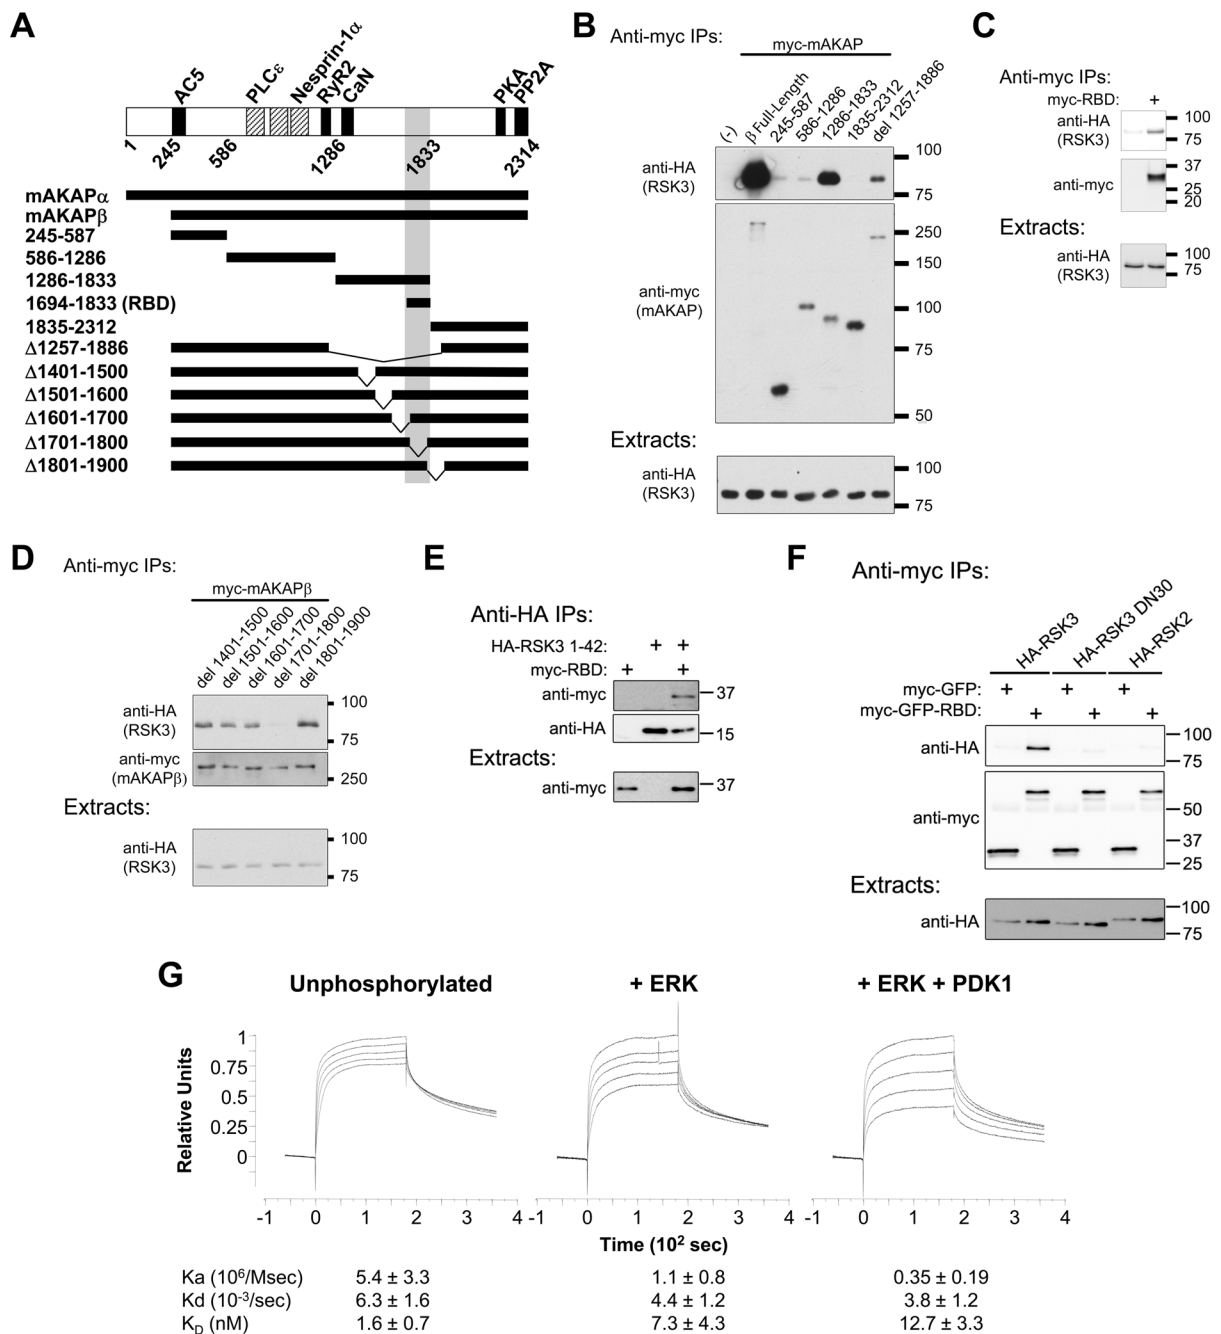 A
AC5
PLCε
Nesprin-1α
RyR2
CaN
PKA
PP2A
1
245
586
1286
1833
2314
mAKAPα
mAKAPβ
245-587
586-1286
1286-1833
1694-1833 (RBD)
1835-2312
Δ1257-1886
Δ1401-1500
Δ1501-1600
Δ1601-1700
Δ1701-1800
Δ1801-1900
B
Anti-myc IPs:
myc-mAKAP
(-)
β Full-Length
245-587
586-1286
1286-1833
1835-2312
del 1257-1886
anti-HA
(RSK3)
100
75
anti-myc
(mAKAP)
250
150
100
75
50
Extracts:
anti-HA
(RSK3)
100
75
C
Anti-myc IPs:
myc-RBD: +
anti-HA
(RSK3)
100
75
anti-myc
37
25
20
Extracts:
anti-HA
(RSK3)
100
75
D
Anti-myc IPs:
myc-mAKAPβ
del 1401-1500
del 1501-1600
del 1601-1700
del 1701-1800
del 1801-1900
anti-HA
(RSK3)
100
75
anti-myc
(mAKAPβ)
250
Extracts:
anti-HA
(RSK3)
100
75
E
Anti-HA IPs:
HA-RSK3 1-42: + +
myc-RBD: + +
anti-myc
37
anti-HA
15
Extracts:
anti-myc
37
F
Anti-myc IPs:
HA-RSK3
HA-RSK3 DN30
HA-RSK2
myc-GFP: + + +
myc-GFP-RBD: + + +
anti-HA
100
75
anti-myc
50
37
25
Extracts:
anti-HA
100
75
G
Unphosphorylated
+ ERK
+ ERK + PDK1
Relative Units
1
0.75
0.5
0.25
0
-1 0 1 2 3 4
-1 0 1 2 3 4
-1 0 1 2 3 4
Time (10² sec)
Ka (10⁶/Msec) 5.4 ± 3.3 1.1 ± 0.8 0.35 ± 0.19
Kd (10⁻³/sec) 6.3 ± 1.6 4.4 ± 1.2 3.8 ± 1.2
K_D (nM) 1.6 ± 0.7 7.3 ± 4.3 12.7 ± 3.3